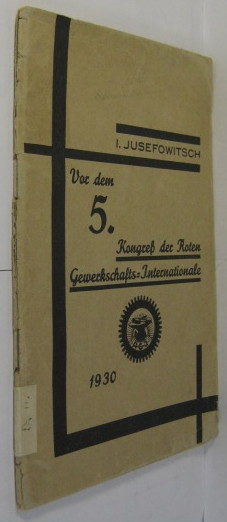 I. JUSEFOWITSCH
Vor dem
5.
Kongreß der Roten
Gewerkschafts=Internationale
1930